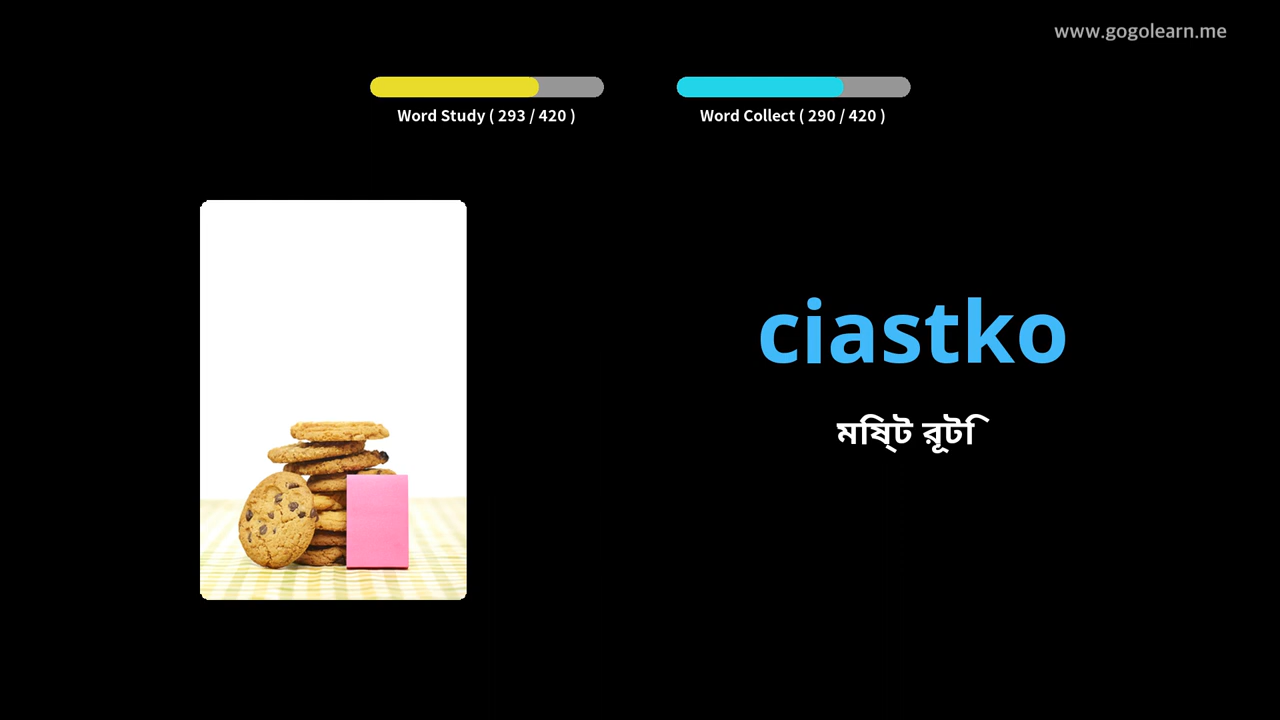 www.gogolearn.me
Word Study ( 293 / 420 )
Word Collect ( 290 / 420 )
ciastko
মিষ্ট রূটি